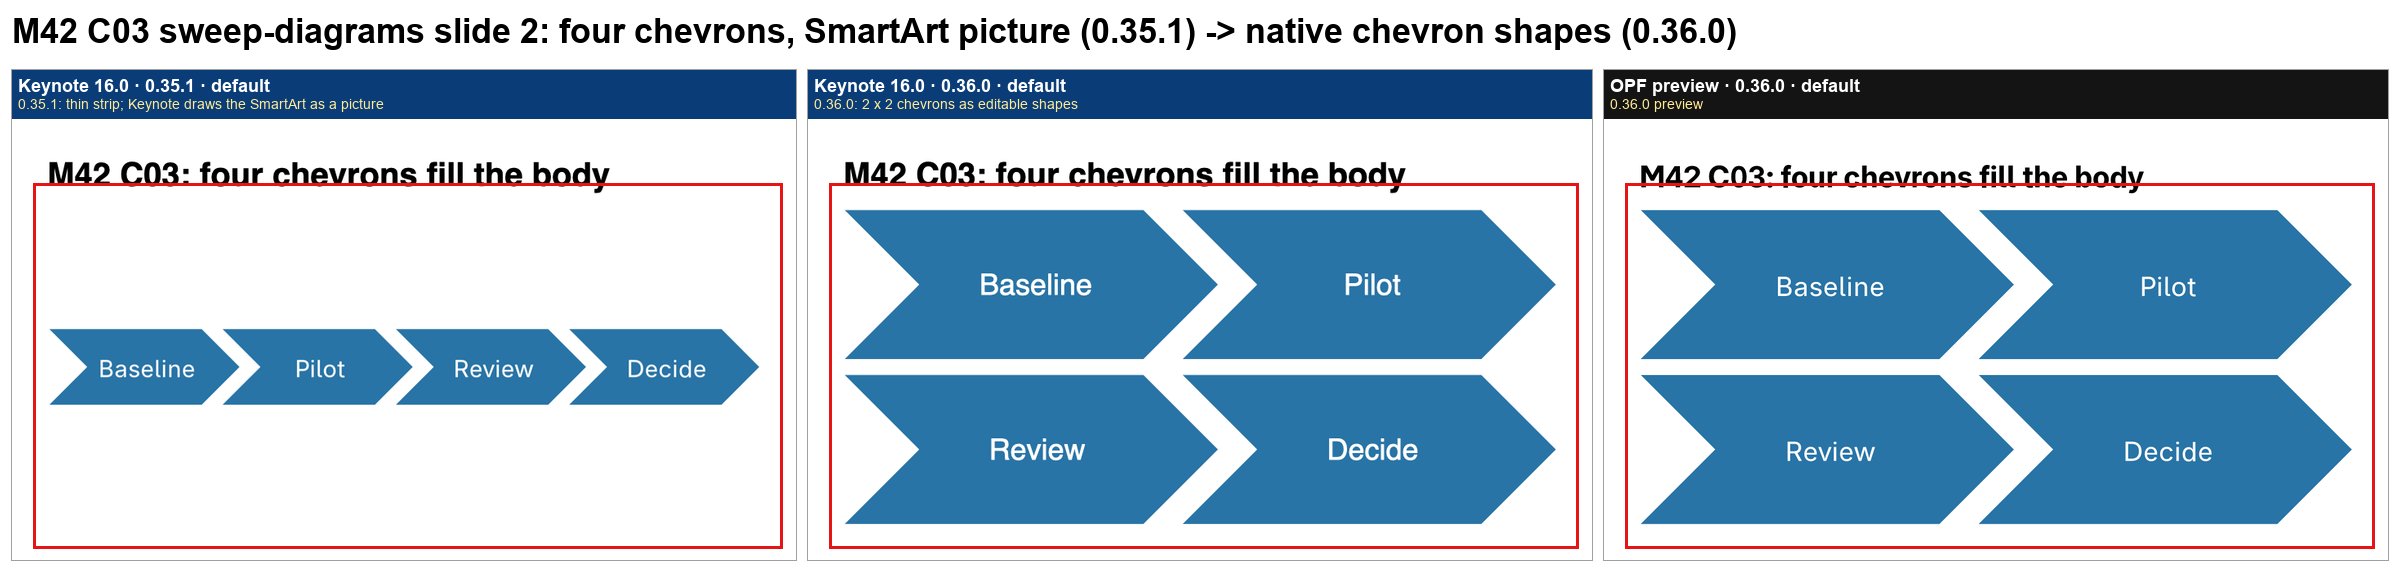 M42 C03 sweep-diagrams slide 2: four chevrons, SmartArt picture (0.35.1) -> native chevron shapes (0.36.0)
Keynote 16.0 · 0.35.1 · default
0.35.1: thin strip; Keynote draws the SmartArt as a picture
M42 C03: four chevrons fill the body
Baseline
Pilot
Review
Decide
Keynote 16.0 · 0.36.0 · default
0.36.0: 2 x 2 chevrons as editable shapes
M42 C03: four chevrons fill the body
Baseline
Pilot
Review
Decide
OPF preview · 0.36.0 · default
0.36.0 preview
M42 C03: four chevrons fill the body
Baseline
Pilot
Review
Decide